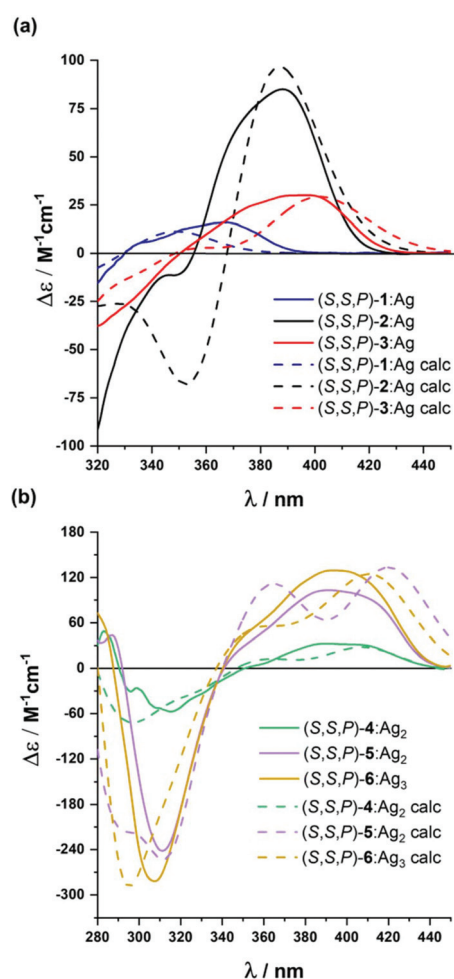 (a)
100
75
50
25
0
-25
-50
-75
-100
Δε / M⁻¹cm⁻¹
(S,S,P)-1:Ag
(S,S,P)-2:Ag
(S,S,P)-3:Ag
(S,S,P)-1:Ag calc
(S,S,P)-2:Ag calc
(S,S,P)-3:Ag calc
320 340 360 380 400 420 440
λ / nm
(b)
180
120
60
0
-60
-120
-180
-240
-300
Δε / M⁻¹cm⁻¹
(S,S,P)-4:Ag₂
(S,S,P)-5:Ag₂
(S,S,P)-6:Ag₃
(S,S,P)-4:Ag₂ calc
(S,S,P)-5:Ag₂ calc
(S,S,P)-6:Ag₃ calc
280 300 320 340 360 380 400 420 440
λ / nm